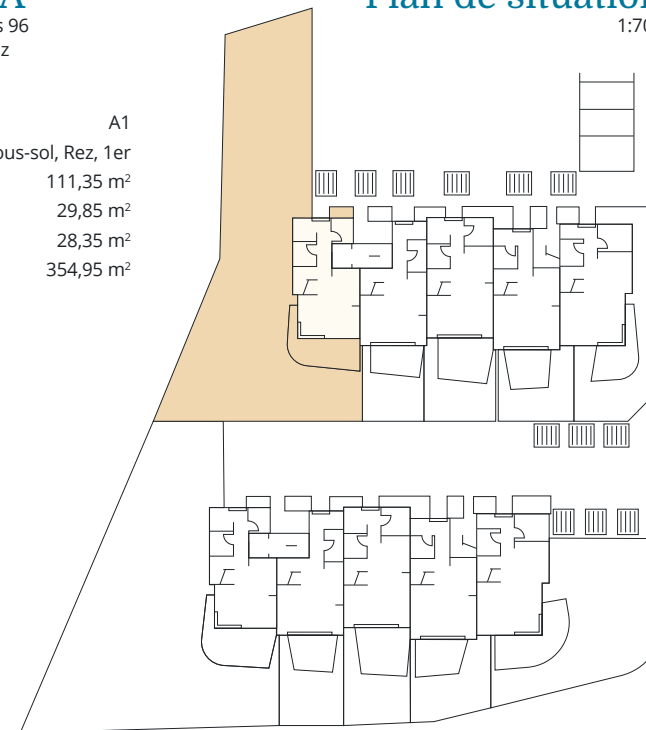 A
Plan de situation
s 96
1:70
z
A1
ous-sol, Rez, 1er
111,35 m²
29,85 m²
28,35 m²
354,95 m²